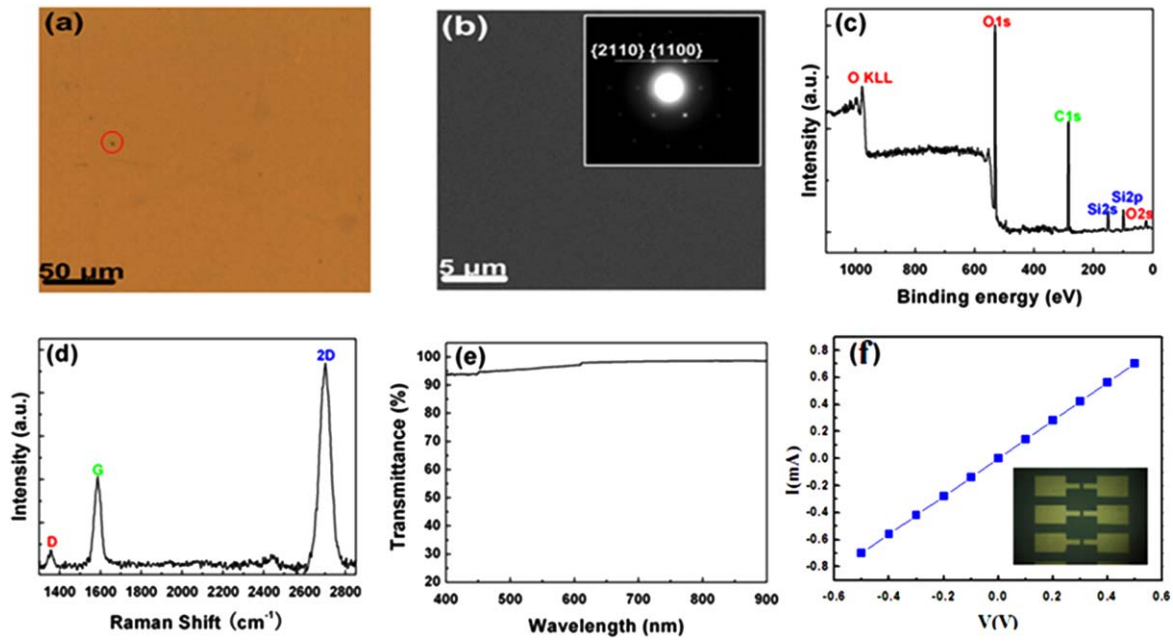 (a)
50 μm
(b)
{2110} {1100}
5 μm
(c)
O KLL
O1s
C1s
Si2s
Si2p
O2s
Intensity (a.u.)
1000 800 600 400 200 0
Binding energy (eV)
(d)
D
G
2D
Intensity (a.u.)
1400 1600 2000 2200 2400 2600 2800
Raman Shift (cm⁻¹)
(e)
100
90
80
70
60
50
40
30
20
Transmittance (%)
400 500 600 700 800 900
Wavelength (nm)
(f)
0.8
0.6
0.4
0.2
0.0
-0.2
-0.4
-0.6
-0.8
I(mA)
-0.6 -0.4 -0.2 0.0 0.2 0.4 0.6
V(V)